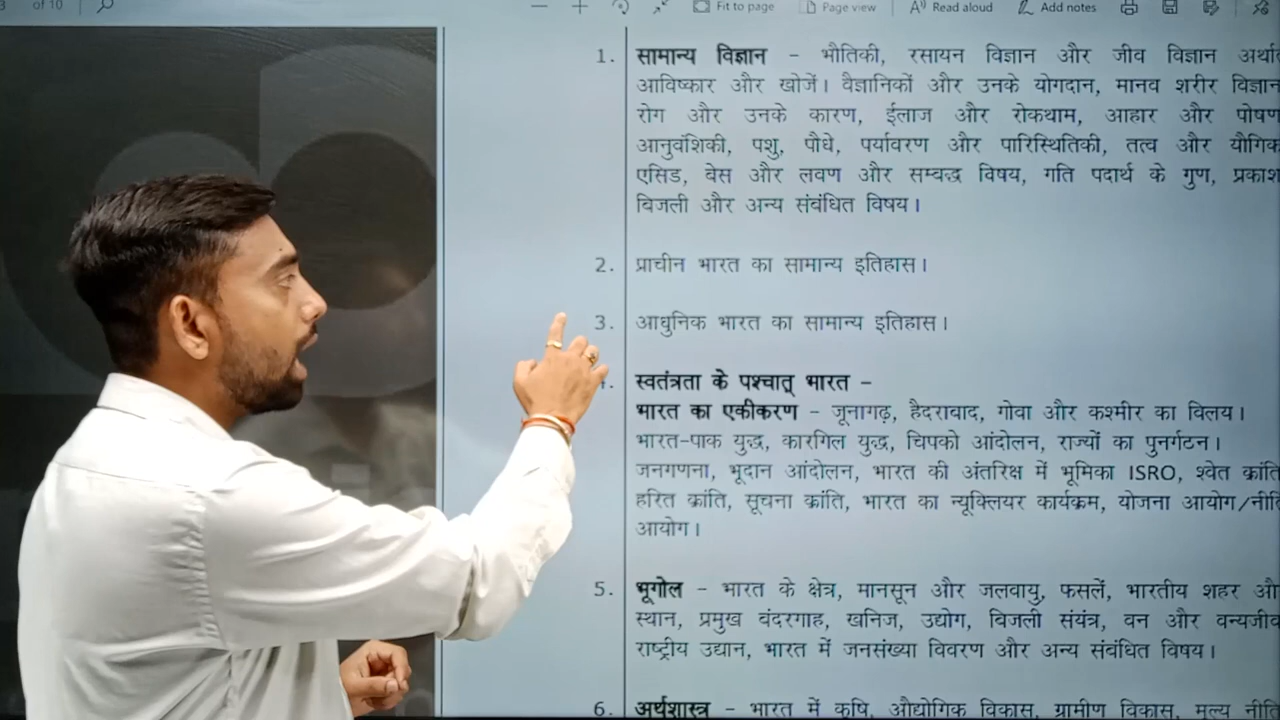 of 10 Fit to page Page view Read aloud Add notes
1. सामान्य विज्ञान – भौतिकी, रसायन विज्ञान और जीव विज्ञान
आविष्कार और खोजें। वैज्ञानिकों और उनके योगदान, मानव शरीर विज्ञान
रोग और उनके कारण, ईलाज और रोकथाम, आहार और पोषण
आनुवंशिकी, पशु, पौधे, पर्यावरण और पारिस्थितिकी, तत्व और यौगिक
एसिड, बेस और लवण और सम्बद्ध विषय, गति पदार्थ के गुण, प्रकाश
बिजली और अन्य संबंधित विषय।
2. प्राचीन भारत का सामान्य इतिहास।
3. आधुनिक भारत का सामान्य इतिहास।
स्वतंत्रता के पश्चात् भारत –
भारत का एकीकरण – जूनागढ़, हैदराबाद, गोवा और कश्मीर का विलय।
भारत-पाक युद्ध, कारगिल युद्ध, चिपको आंदोलन, राज्यों का पुनर्गठन।
जनगणना, भूदान आंदोलन, भारत की अंतरिक्ष में भूमिका ISRO, श्वेत क्रांति
हरित क्रांति, सूचना क्रांति, भारत का न्यूक्लियर कार्यक्रम, योजना आयोग/नीति
आयोग।
5. भूगोल – भारत के क्षेत्र, मानसून और जलवायु, फसलें, भारतीय शहर
स्थान, प्रमुख बंदरगाह, खनिज, उद्योग, बिजली संयंत्र, वन और वन्यजीव
राष्ट्रीय उद्यान, भारत में जनसंख्या विवरण और अन्य संबंधित विषय।
6. अर्थशास्त्र – भारत में कृषि, औद्योगिक विकास, ग्रामीण विकास, मूल्य नीति